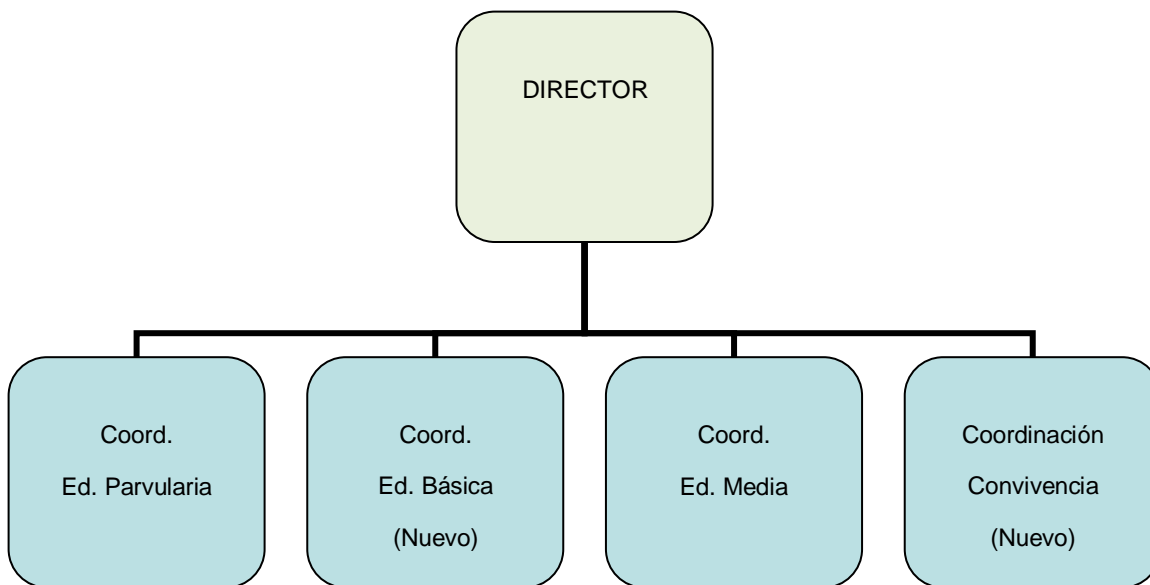 DIRECTOR
Coord.
Ed. Parvularia
Coord.
Ed. Básica
(Nuevo)
Coord.
Ed. Media
Coordinación
Convivencia
(Nuevo)